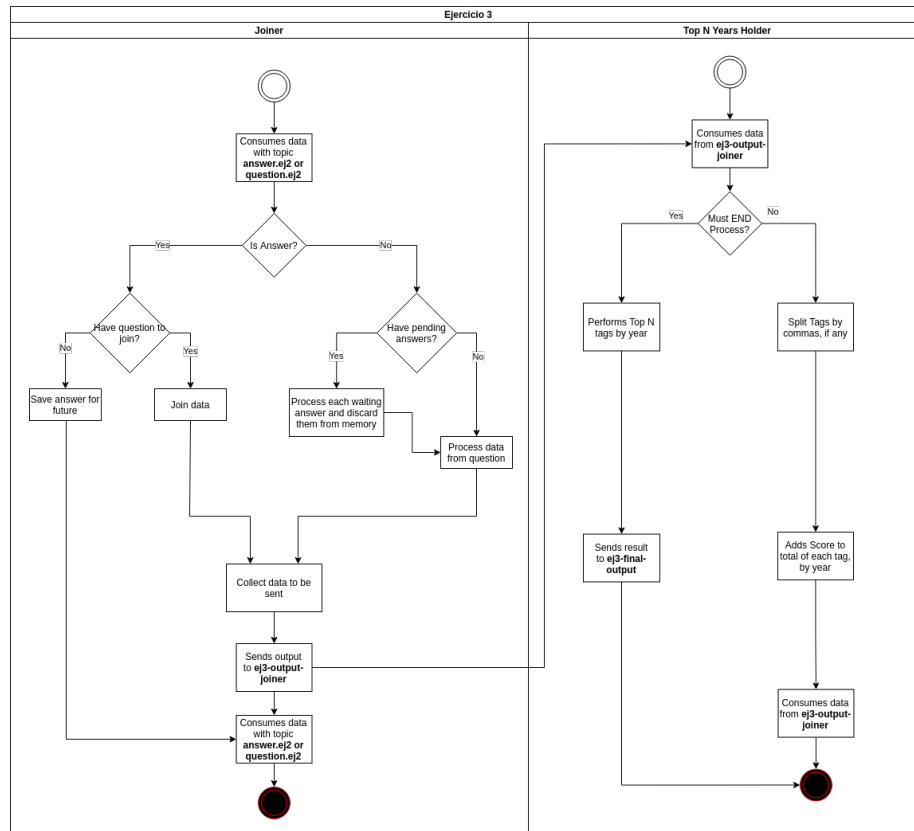 Ejercicio 3
Joiner
Consumes data
with topic
answer.ej2 or
question.ej2
Is Answer?
Yes
No
Have question to
join?
No
Yes
Have pending
answers?
Yes
No
Save answer for
future
Join data
Process each waiting
answer and discard
them from memory
Process data
from question
Collect data to be
sent
Sends output
to ej3-output-
joiner
Consumes data
with topic
answer.ej2 or
question.ej2
Top N Years Holder
Consumes data
from ej3-output-
joiner
Must END
Process?
Yes
No
Performs Top N
tags by year
Split Tags by
commas, if any
Sends result
to ej3-final-
output
Adds Score to
total of each tag,
by year
Consumes data
from ej3-output-
joiner